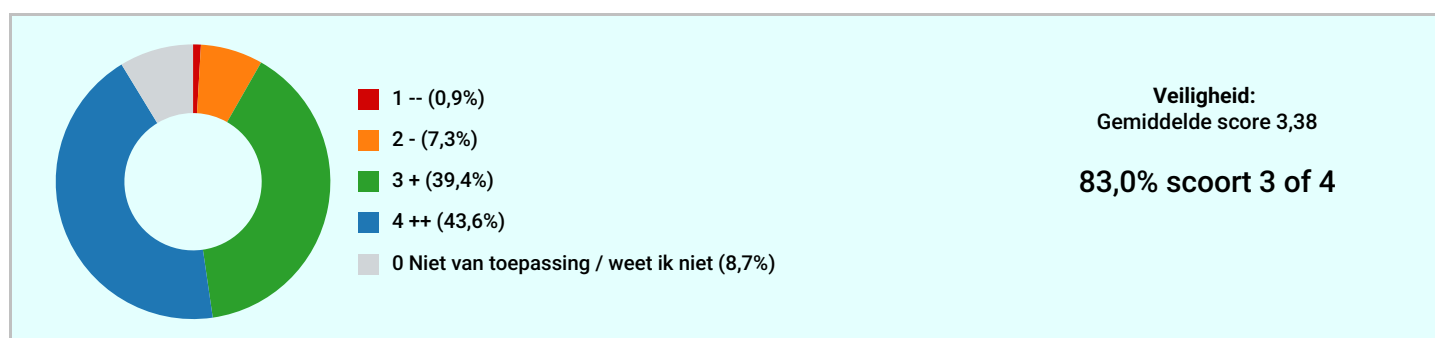 1 -- (0,9%)
2 - (7,3%)
3 + (39,4%)
4 ++ (43,6%)
0 Niet van toepassing / weet ik niet (8,7%)
Veiligheid:
Gemiddelde score 3,38
83,0% scoort 3 of 4